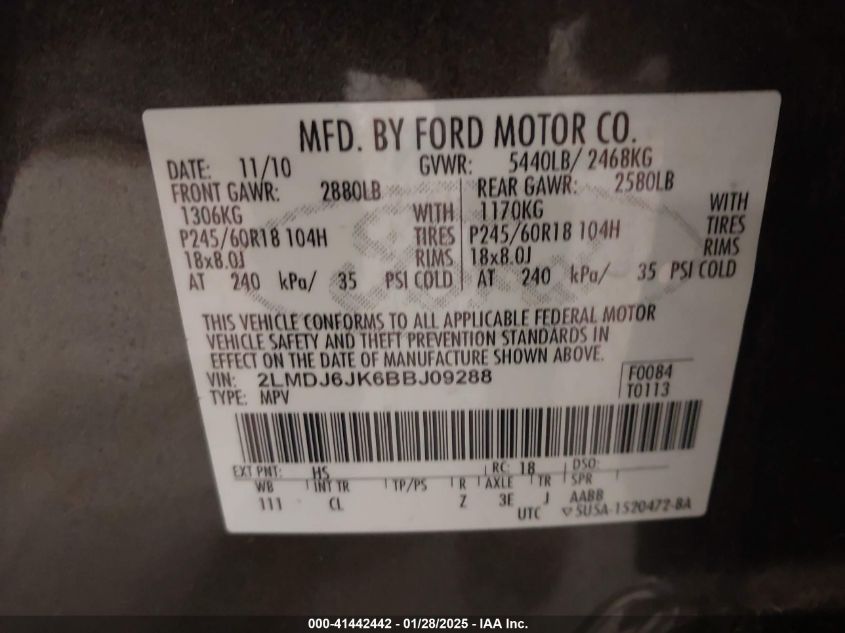 MFD. BY FORD MOTOR CO.
DATE: 11/10 GVWR: 5440LB/ 2468KG
FRONT GAWR: 2880LB REAR GAWR: 2580LB
1306KG WITH 1170KG WITH
P245/60R18 104H TIRES P245/60R18 104H TIRES
18x8.0J RIMS 18x8.0J RIMS
AT 240 kPa/ 35 PSI COLD AT 240 kPa/ 35 PSI COLD
THIS VEHICLE CONFORMS TO ALL APPLICABLE FEDERAL MOTOR
VEHICLE SAFETY AND THEFT PREVENTION STANDARDS IN
EFFECT ON THE DATE OF MANUFACTURE SHOWN ABOVE.
VIN: 2LMDJ6JK6BBJ09288 F0084
TYPE: MPV T0113
EXT PNT: HS RC: 18 DSO:
WB INT TR TP/PS R AXLE TR SPR
111 CL Z 3E J AABB
UTC ▽5USA-1520472-BA
000-41442442 - 01/28/2025 - IAA Inc.